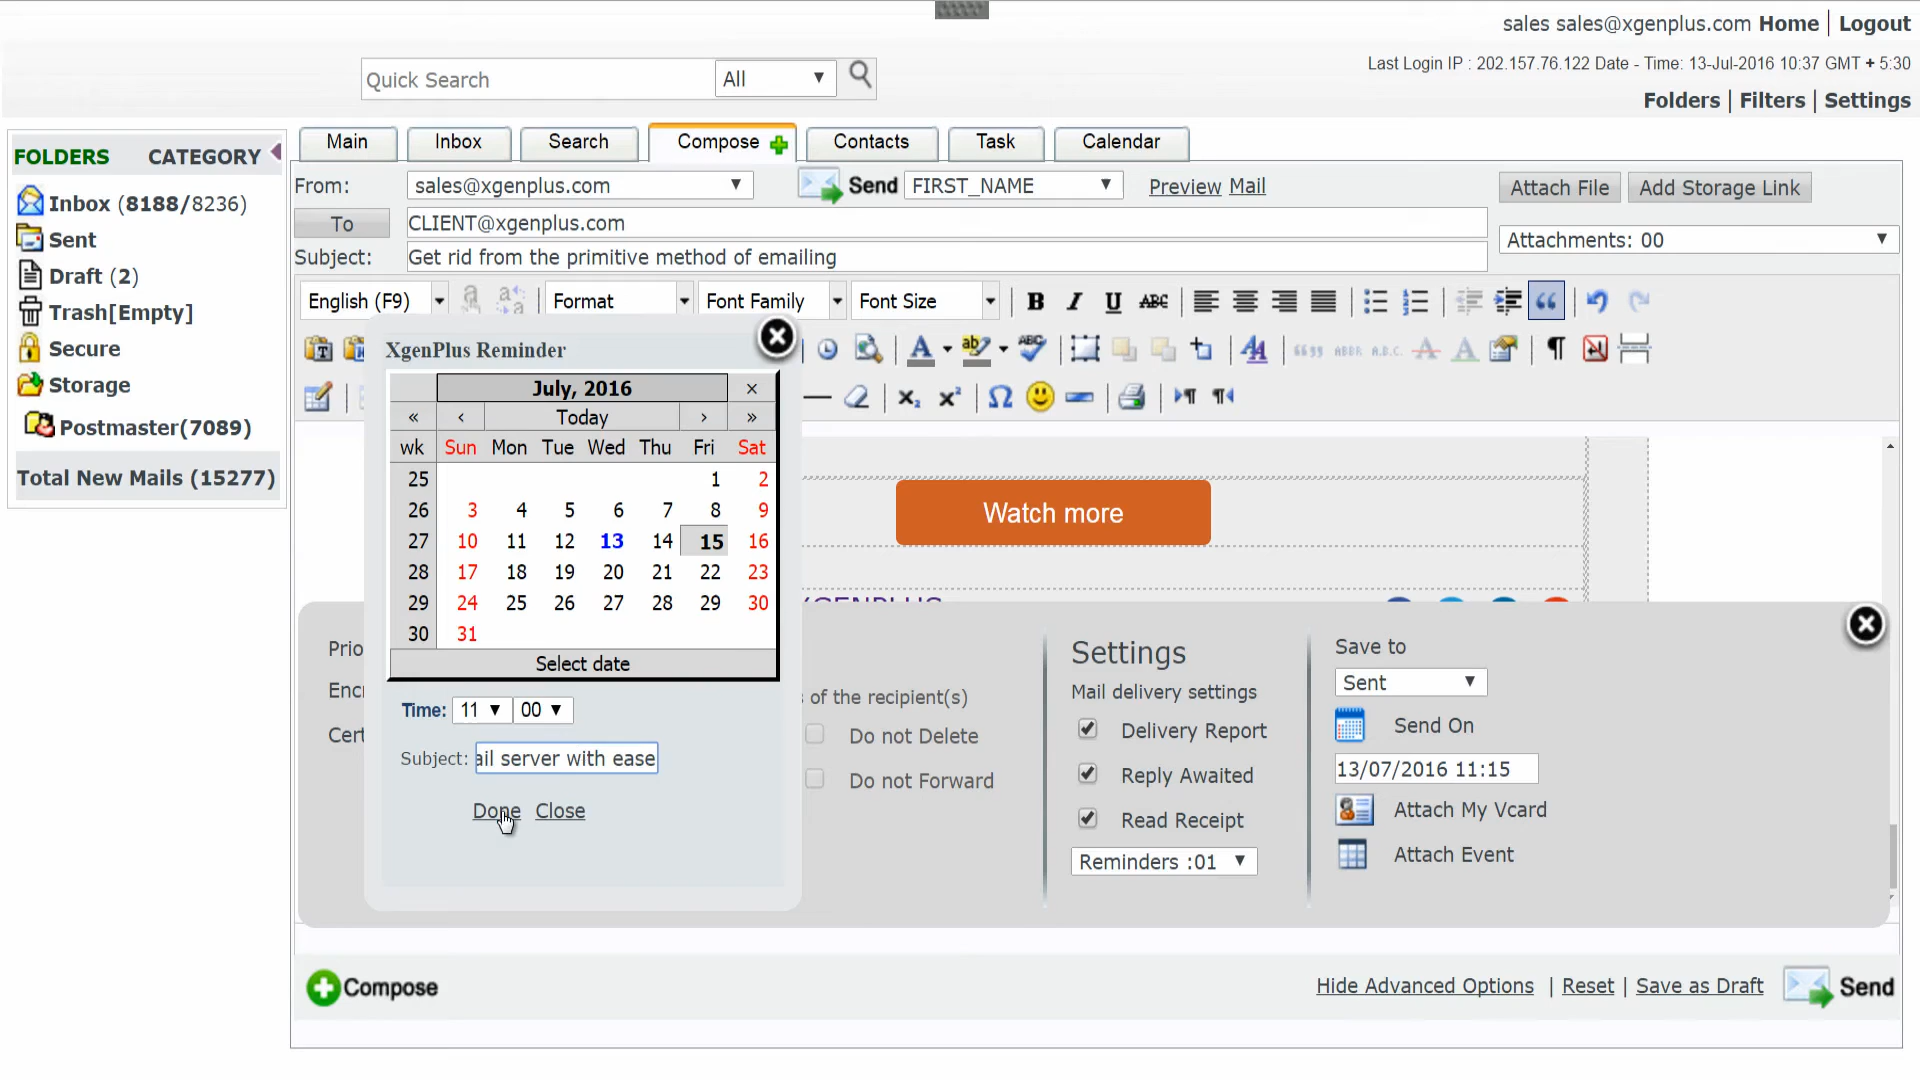 sales sales@xgenplus.com Home | Logout
Last Login IP : 202.157.76.122 Date - Time: 13-Jul-2016 10:37 GMT + 5:30
Quick Search All
Folders | Filters | Settings
FOLDERS CATEGORY
Inbox (8188/8236)
Sent
Draft (2)
Trash[Empty]
Secure
Storage
Postmaster(7089)
Total New Mails (15277)
Main Inbox Search Compose Contacts Task Calendar
From: sales@xgenplus.com Send FIRST_NAME Preview Mail Attach File Add Storage Link
To CLIENT@xgenplus.com
Attachments: 00
Subject: Get rid from the primitive method of emailing
English (F9) Format Font Family Font Size B I U ABC
XgenPlus Reminder
July, 2016 ×
« ‹ Today › »
wk Sun Mon Tue Wed Thu Fri Sat
25 1 2
26 3 4 5 6 7 8 9
27 10 11 12 13 14 15 16
28 17 18 19 20 21 22 23
29 24 25 26 27 28 29 30
30 31
Select date
Time: 11 00
Subject: ail server with ease
Done Close
Watch more
XGENPLUS
Prio
Encr
Cert
of the recipient(s)
Do not Delete
Do not Forward
Settings
Mail delivery settings
Delivery Report
Reply Awaited
Read Receipt
Reminders :01
Save to
Sent
Send On
13/07/2016 11:15
Attach My Vcard
Attach Event
Compose
Hide Advanced Options | Reset | Save as Draft Send